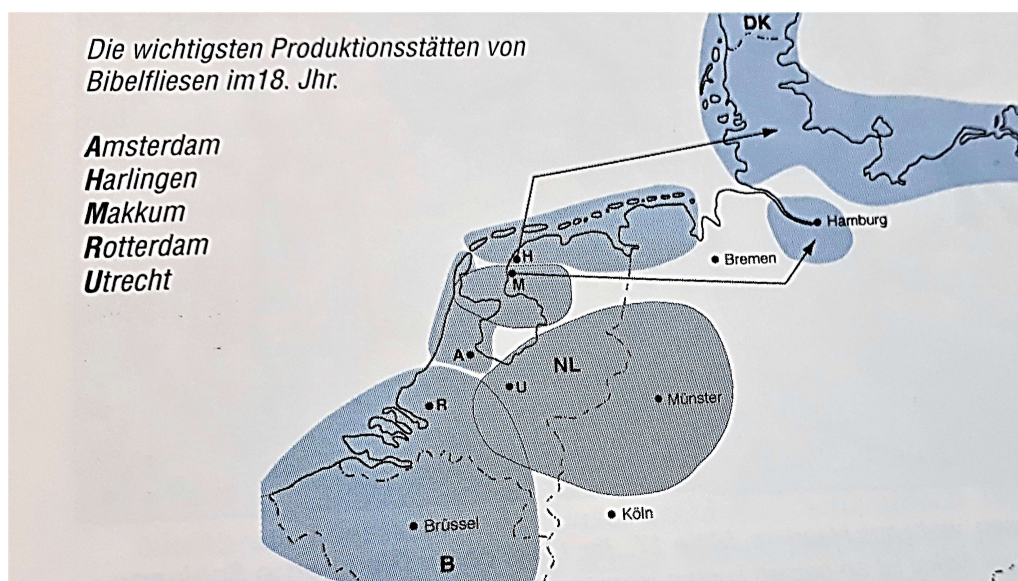 Die wichtigsten Produktionsstätten von
Bibelfliesen im18. Jhr.
Amsterdam
Harlingen
Makkum
Rotterdam
Utrecht
DK
Hamburg
Bremen
H
M
A
NL
U
R
Münster
Köln
Brüssel
B